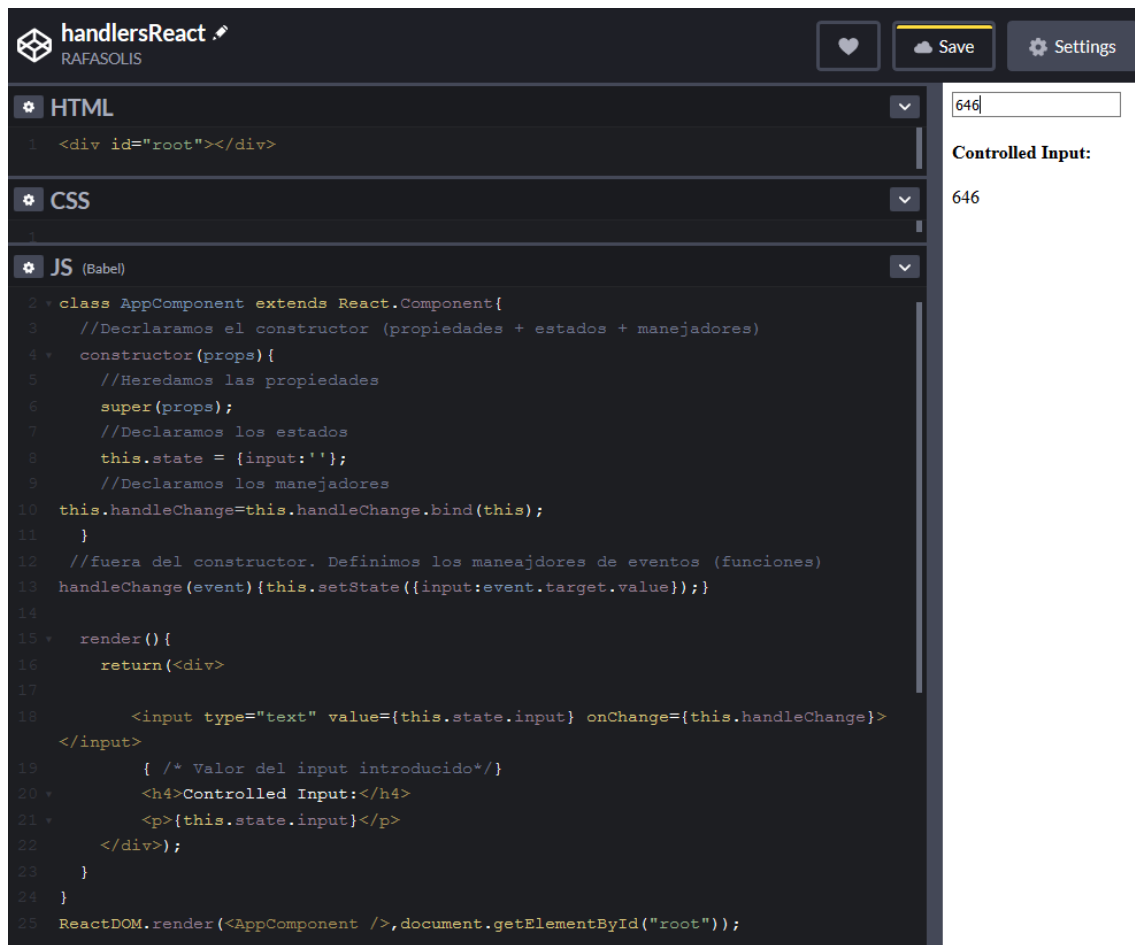 handlersReact
RAFASOLIS
Save
Settings
HTML
1 <div id="root"></div>
CSS
1
JS (Babel)
2 class AppComponent extends React.Component{
3 //Decrlaramos el constructor (propiedades + estados + manejadores)
4 constructor(props){
5 //Heredamos las propiedades
6 super(props);
7 //Declaramos los estados
8 this.state = {input:''};
9 //Declaramos los manejadores
10 this.handleChange=this.handleChange.bind(this);
11 }
12 //fuera del constructor. Definimos los maneajdores de eventos (funciones)
13 handleChange(event){this.setState({input:event.target.value});}
14
15 render(){
16 return(<div>
17
18 <input type="text" value={this.state.input} onChange={this.handleChange}>
</input>
19 { /* Valor del input introducido*/}
20 <h4>Controlled Input:</h4>
21 <p>{this.state.input}</p>
22 </div>);
23 }
24 }
25 ReactDOM.render(<AppComponent />,document.getElementById("root"));
646
Controlled Input:
646